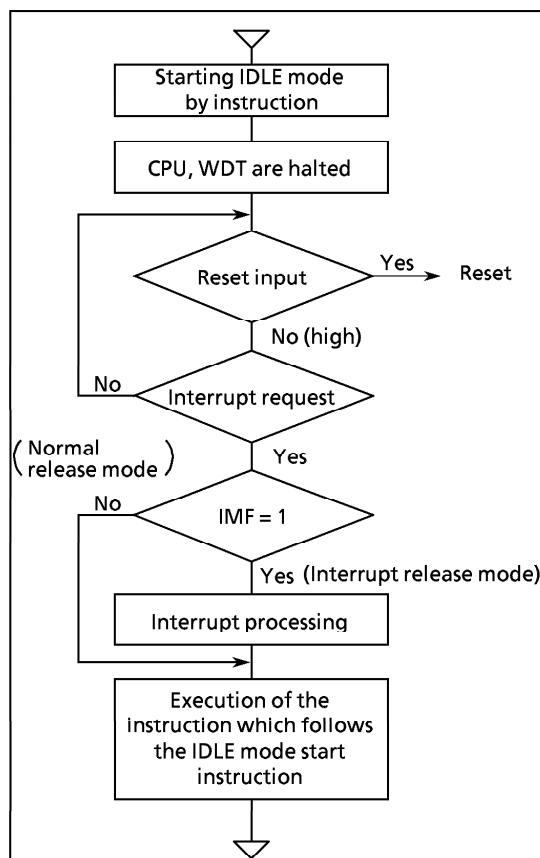 Starting IDLE mode
by instruction
CPU, WDT are halted
Reset input
Yes
Reset
No (high)
No
Interrupt request
(Normal
release mode)
Yes
No
IMF = 1
Yes (Interrupt release mode)
Interrupt processing
Execution of the
instruction which follows
the IDLE mode start
instruction